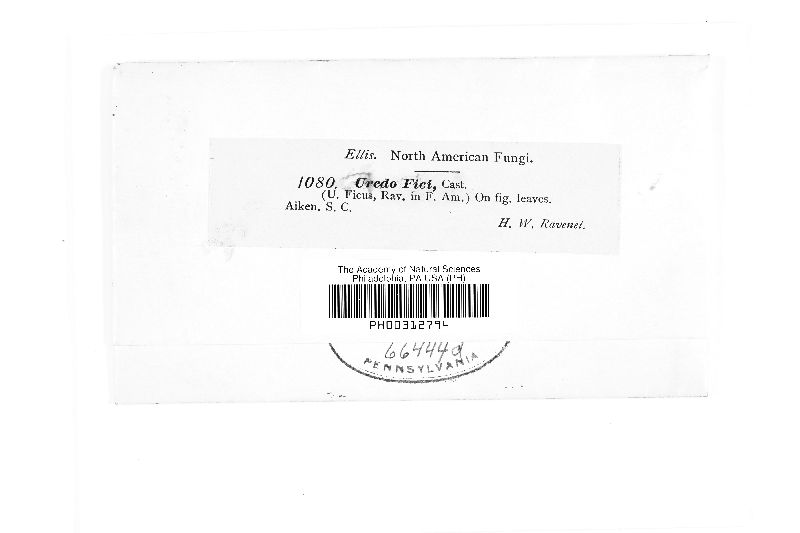 Ellis. North American Fungi.
1080. Uredo Fici, Cast.
(U. Ficus, Rav. in F. Am.) On fig. leaves.
Aiken. S. C.
H. W. Ravenel.
The Academy of Natural Sciences
Philadelphia, PA USA (PH)
PH00312794
664449
PENNSYLVANIA